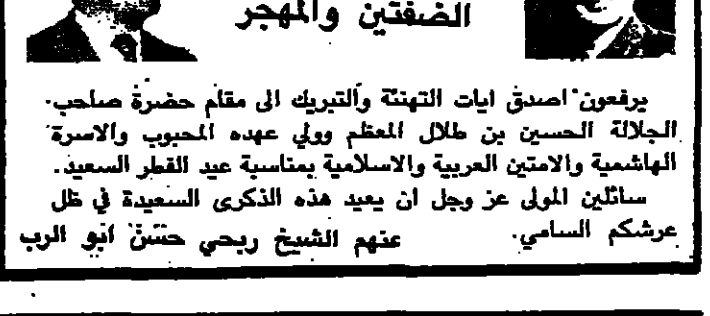 الضفتين والمهجر
يرفعون اصدق ايات التهنئة والتبريك الى مقام حضرة صاحب
الجلالة الحسين بن طلال المعظم وولي عهده المحبوب والاسرة
الهاشمية والامتين العربية والاسلامية بمناسبة عيد الفطر السعيد.
سائلين المولى عز وجل ان يعيد هذه الذكرى السعيدة في ظل
عرشكم السامي. عنهم الشيخ ربحي حسن ابو الرب